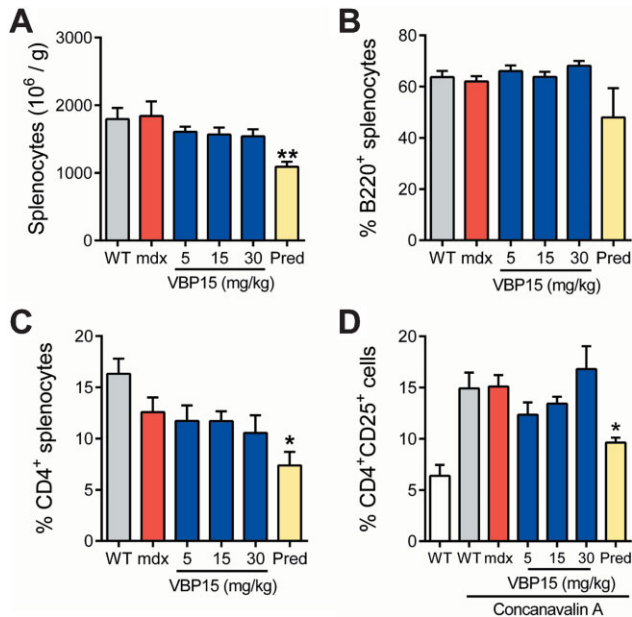 A
Splenocytes (10⁶ / g)
3000
2000
1000
0
**
WT mdx 5 15 30 Pred
VBP15 (mg/kg)
B
% B220⁺ splenocytes
80
60
40
20
0
WT mdx 5 15 30 Pred
VBP15 (mg/kg)
C
% CD4⁺ splenocytes
20
15
10
5
0
*
WT mdx 5 15 30 Pred
VBP15 (mg/kg)
D
% CD4⁺CD25⁺ cells
20
15
10
5
0
*
WT WT mdx 5 15 30 Pred
VBP15 (mg/kg)
Concanavalin A